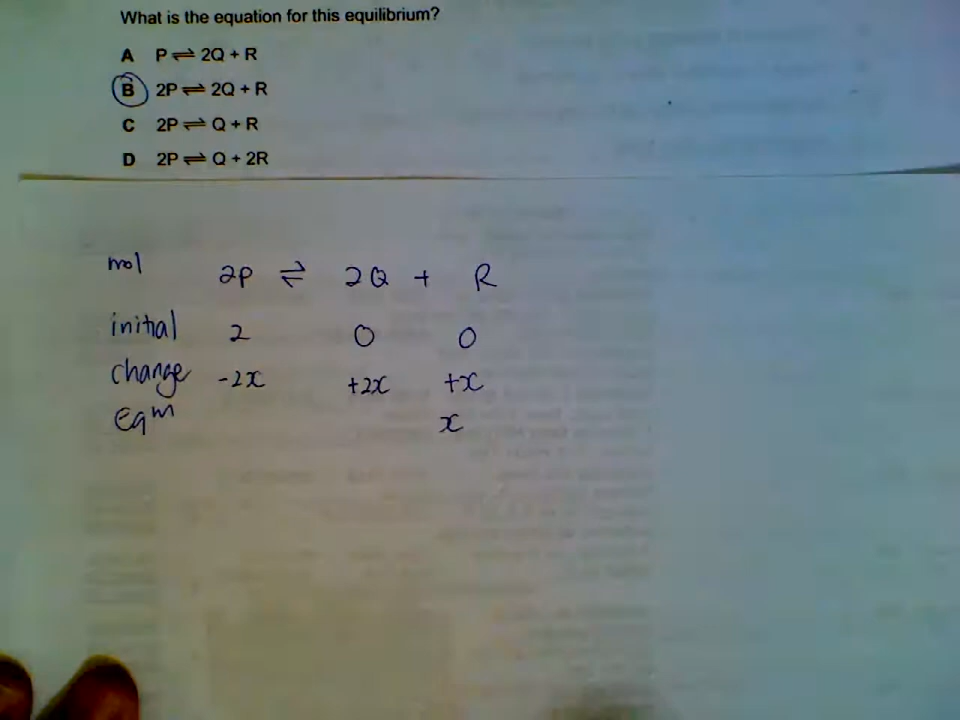 What is the equation for this equilibrium?
A P ⇌ 2Q + R
B 2P ⇌ 2Q + R
C 2P ⇌ Q + R
D 2P ⇌ Q + 2R
mol 2P ⇌ 2Q + R
initial 2 0 0
change -2x +2x +x
Eqm x